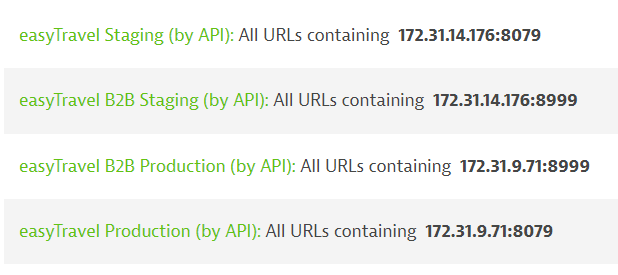 easyTravel Staging (by API): All URLs containing 172.31.14.176:8079
easyTravel B2B Staging (by API): All URLs containing 172.31.14.176:8999
easyTravel B2B Production (by API): All URLs containing 172.31.9.71:8999
easyTravel Production (by API): All URLs containing 172.31.9.71:8079